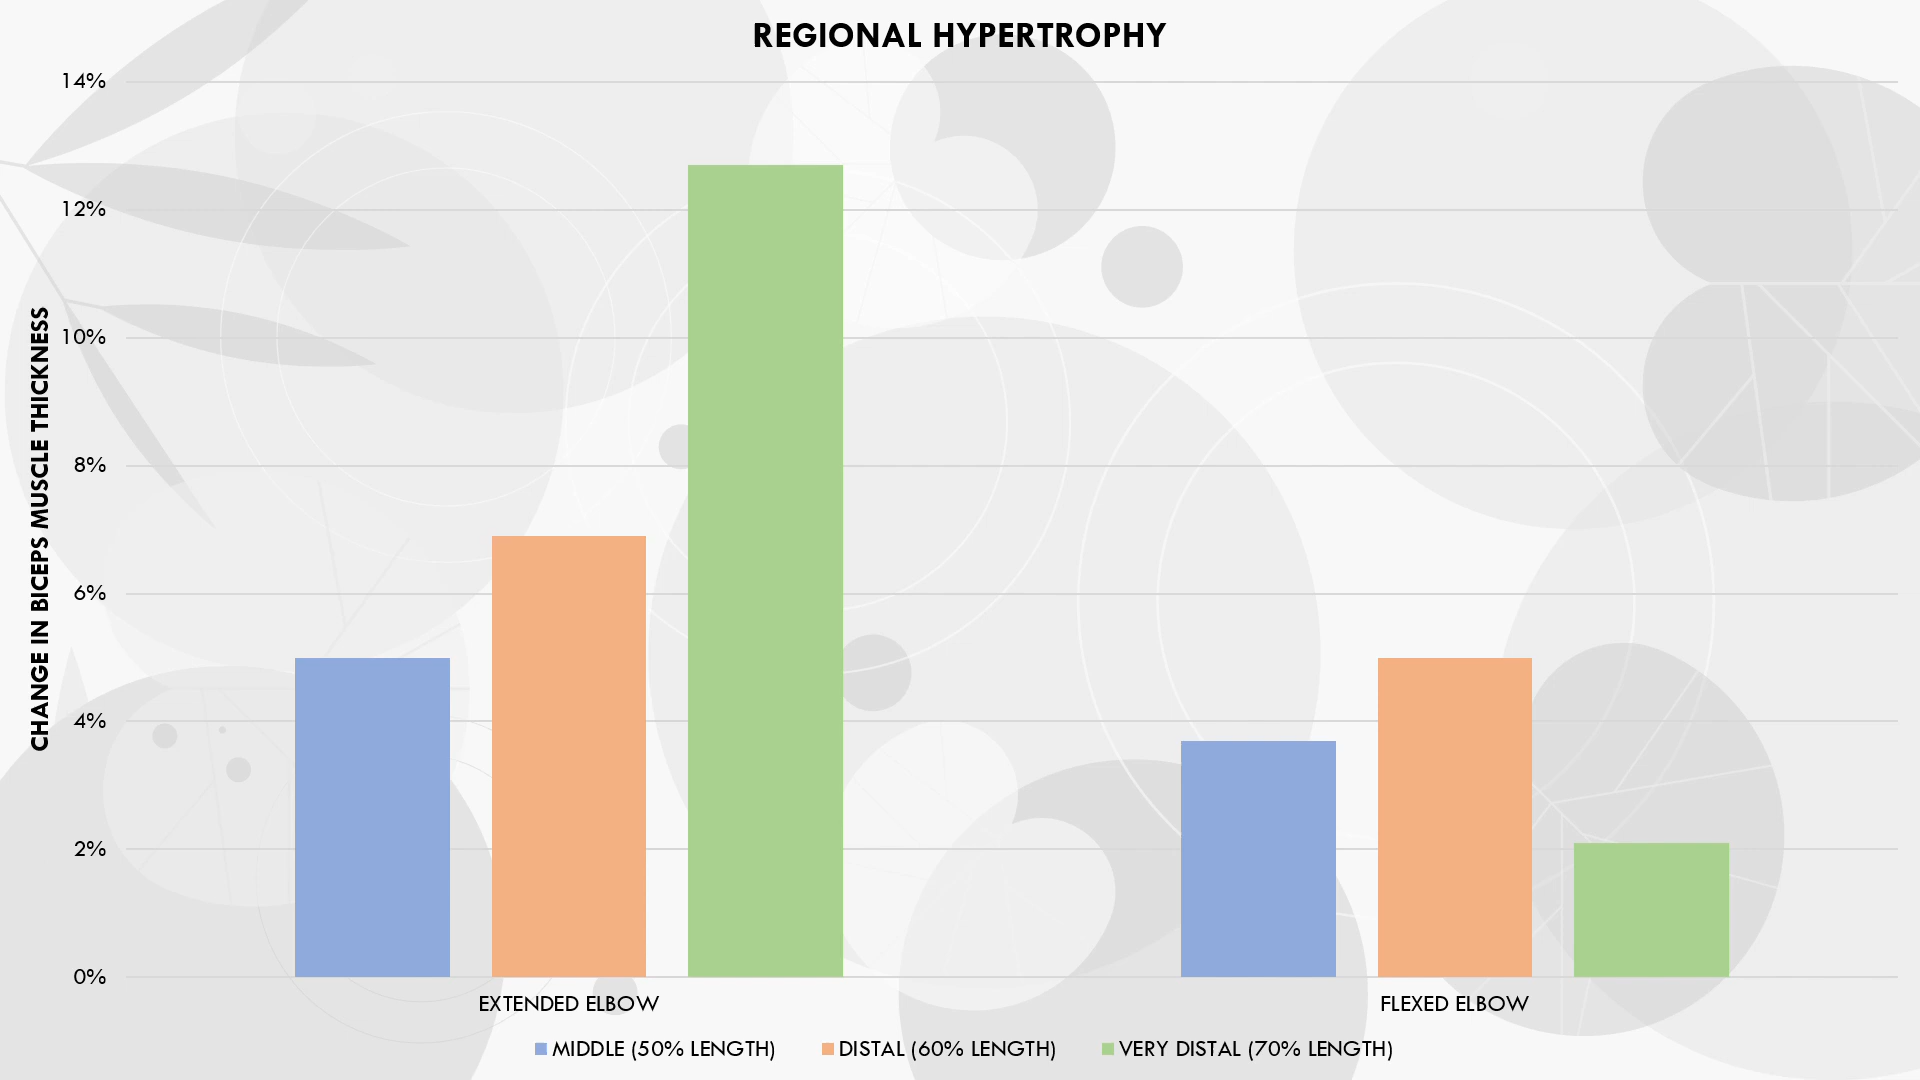 REGIONAL HYPERTROPHY
14%
12%
10%
8%
6%
4%
2%
0%
CHANGE IN BICEPS MUSCLE THICKNESS
EXTENDED ELBOW
FLEXED ELBOW
MIDDLE (50% LENGTH)
DISTAL (60% LENGTH)
VERY DISTAL (70% LENGTH)